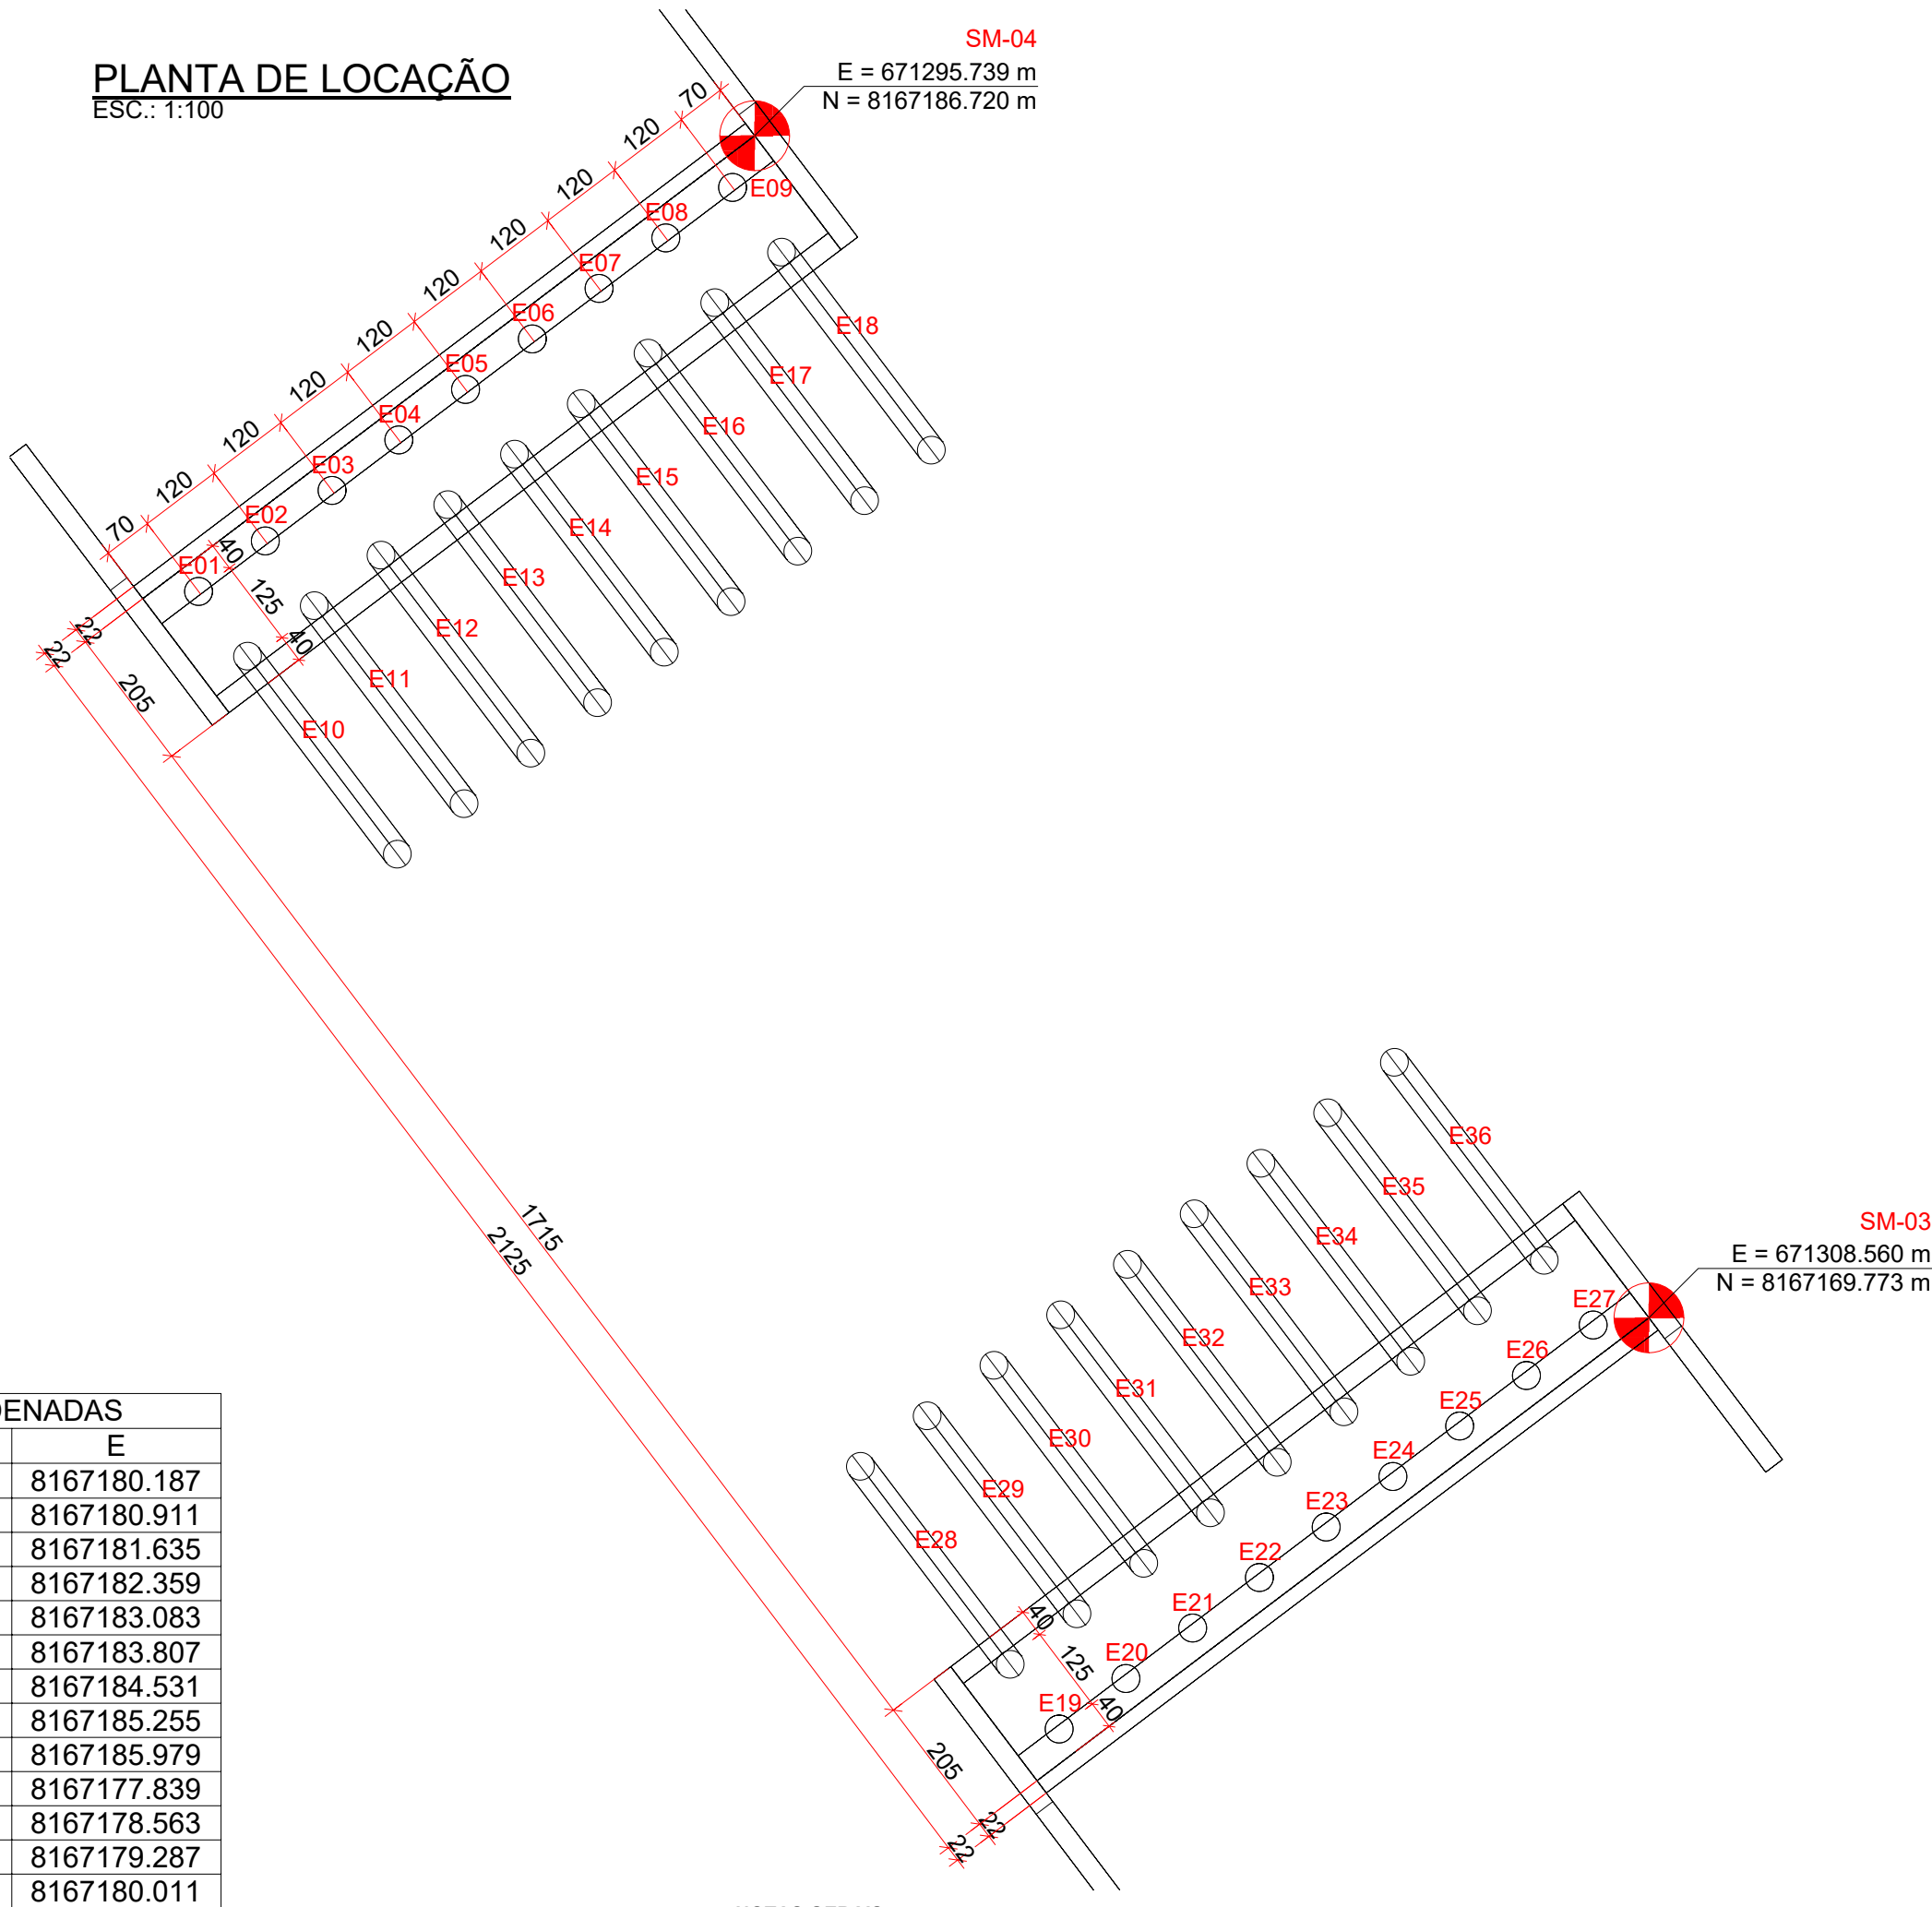 PLANTA DE LOCAÇÃO
ESC.: 1:100
SM-04
E = 671295.739 m
N = 8167186.720 m
70
120
120
120
120
120
120
120
120
70
E09
E08
E07
E06
E05
E04
E03
E02
E01
40
125
40
22
22
205
E18
E17
E16
E15
E14
E13
E12
E11
E10
1715
2125
SM-03
E = 671308.560 m
N = 8167169.773 m
E36
E35
E34
E33
E32
E31
E30
E29
E28
E27
E26
E25
E24
E23
E22
E21
E20
E19
40
125
40
205
22
22
DENADAS
E
8167180.187
8167180.911
8167181.635
8167182.359
8167183.083
8167183.807
8167184.531
8167185.255
8167185.979
8167177.839
8167178.563
8167179.287
8167180.011